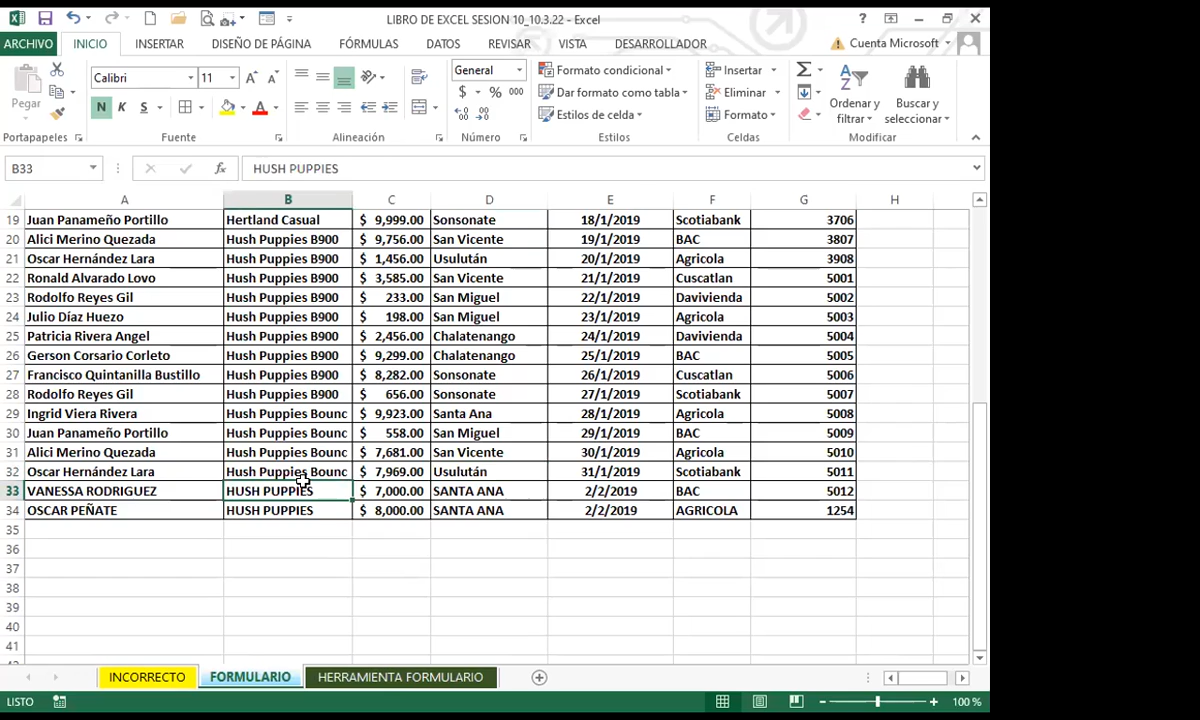 LIBRO DE EXCEL SESION 10_10.3.22 - Excel
ARCHIVO INICIO INSERTAR DISEÑO DE PÁGINA FÓRMULAS DATOS REVISAR VISTA DESARROLLADOR Cuenta Microsoft
Pegar Calibri 11 General Formato condicional Insertar
N K S $ % 000 Dar formato como tabla Eliminar Ordenar y filtrar Buscar y seleccionar
Estilos de celda Formato
Portapapeles Fuente Alineación Número Estilos Celdas Modificar
B33 fx HUSH PUPPIES
A B C D E F G H
19 Juan Panameño Portillo Hertland Casual $ 9,999.00 Sonsonate 18/1/2019 Scotiabank 3706
20 Alici Merino Quezada Hush Puppies B900 $ 9,756.00 San Vicente 19/1/2019 BAC 3807
21 Oscar Hernández Lara Hush Puppies B900 $ 1,456.00 Usulután 20/1/2019 Agricola 3908
22 Ronald Alvarado Lovo Hush Puppies B900 $ 3,585.00 San Vicente 21/1/2019 Cuscatlan 5001
23 Rodolfo Reyes Gil Hush Puppies B900 $ 233.00 San Miguel 22/1/2019 Davivienda 5002
24 Julio Díaz Huezo Hush Puppies B900 $ 198.00 San Miguel 23/1/2019 Agricola 5003
25 Patricia Rivera Angel Hush Puppies B900 $ 2,456.00 Chalatenango 24/1/2019 Davivienda 5004
26 Gerson Corsario Corleto Hush Puppies B900 $ 9,299.00 Chalatenango 25/1/2019 BAC 5005
27 Francisco Quintanilla Bustillo Hush Puppies B900 $ 8,282.00 Sonsonate 26/1/2019 Cuscatlan 5006
28 Rodolfo Reyes Gil Hush Puppies B900 $ 656.00 Sonsonate 27/1/2019 Scotiabank 5007
29 Ingrid Viera Rivera Hush Puppies Bounc $ 9,923.00 Santa Ana 28/1/2019 Agricola 5008
30 Juan Panameño Portillo Hush Puppies Bounc $ 558.00 San Miguel 29/1/2019 BAC 5009
31 Alici Merino Quezada Hush Puppies Bounc $ 7,681.00 San Vicente 30/1/2019 Agricola 5010
32 Oscar Hernández Lara Hush Puppies Bounc $ 7,969.00 Usulután 31/1/2019 Scotiabank 5011
33 VANESSA RODRIGUEZ HUSH PUPPIES $ 7,000.00 SANTA ANA 2/2/2019 BAC 5012
34 OSCAR PEÑATE HUSH PUPPIES $ 8,000.00 SANTA ANA 2/2/2019 AGRICOLA 1254
35
36
37
38
39
40
41
INCORRECTO FORMULARIO HERRAMIENTA FORMULARIO
LISTO 100 %